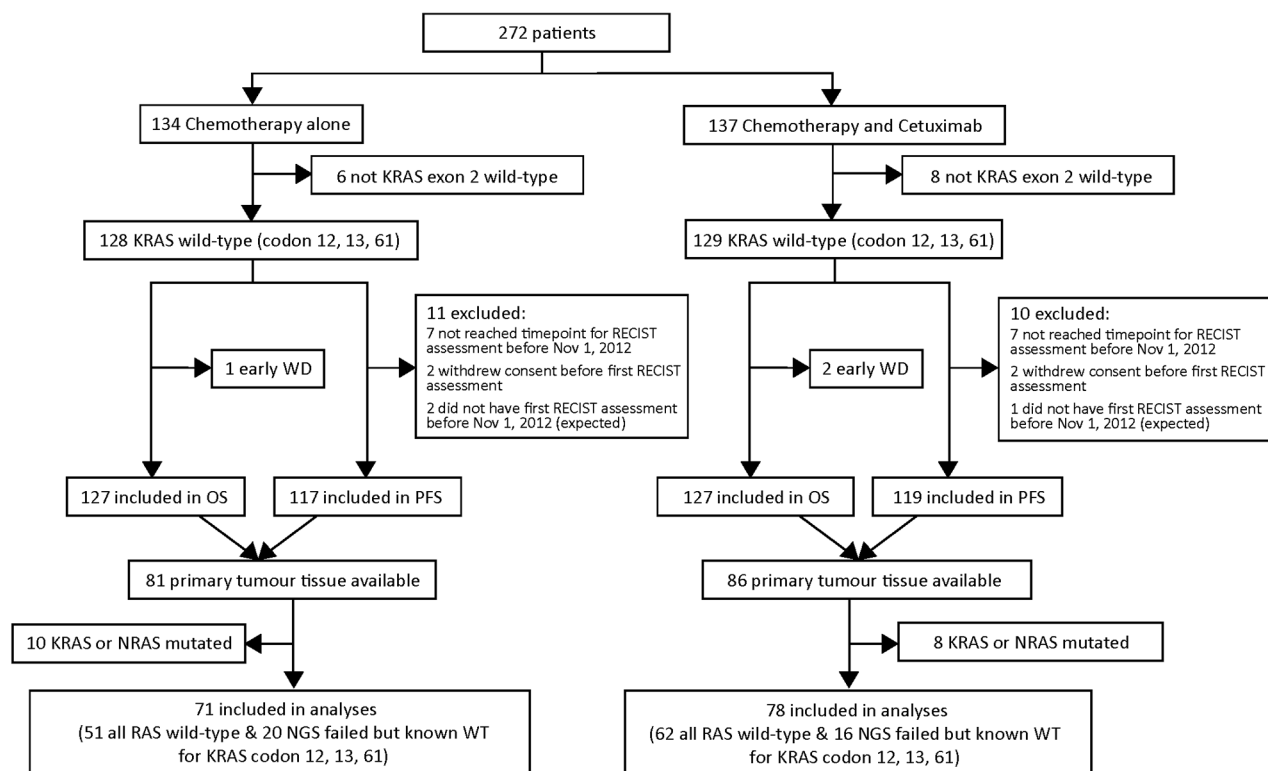 272 patients
134 Chemotherapy alone
137 Chemotherapy and Cetuximab
6 not KRAS exon 2 wild-type
8 not KRAS exon 2 wild-type
128 KRAS wild-type (codon 12, 13, 61)
129 KRAS wild-type (codon 12, 13, 61)
11 excluded:
7 not reached timepoint for RECIST
assessment before Nov 1, 2012
2 withdrew consent before first RECIST
assessment
2 did not have first RECIST assessment
before Nov 1, 2012 (expected)
10 excluded:
7 not reached timepoint for RECIST
assessment before Nov 1, 2012
2 withdrew consent before first RECIST
assessment
1 did not have first RECIST assessment
before Nov 1, 2012 (expected)
1 early WD
2 early WD
127 included in OS
117 included in PFS
127 included in OS
119 included in PFS
81 primary tumour tissue available
86 primary tumour tissue available
10 KRAS or NRAS mutated
8 KRAS or NRAS mutated
71 included in analyses
(51 all RAS wild-type & 20 NGS failed but known WT
for KRAS codon 12, 13, 61)
78 included in analyses
(62 all RAS wild-type & 16 NGS failed but known WT
for KRAS codon 12, 13, 61)